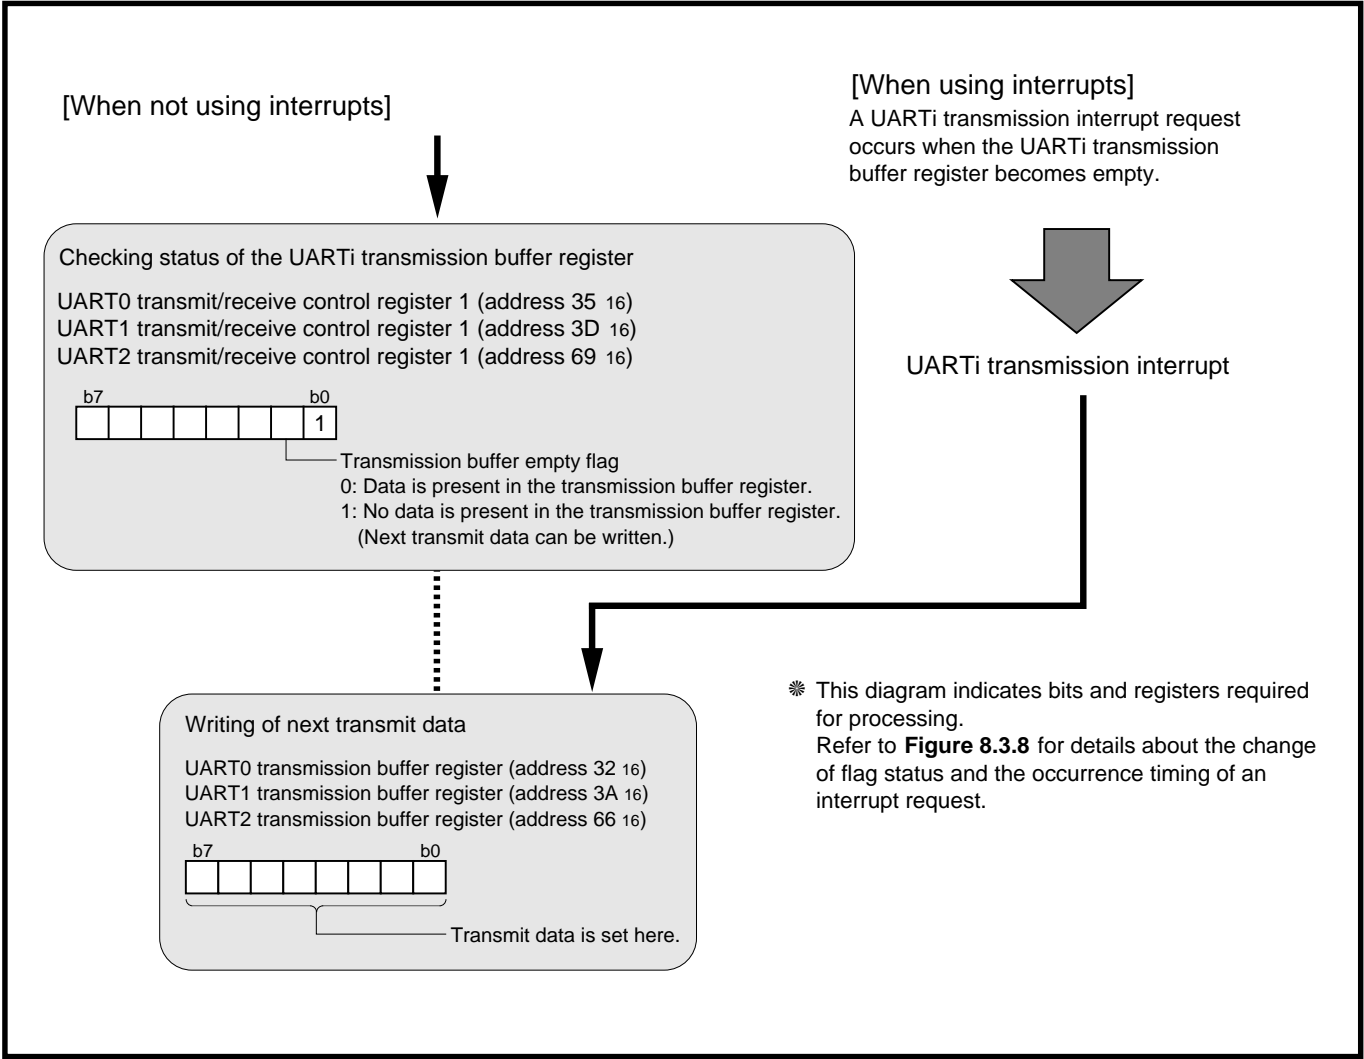 [When not using interrupts]
[When using interrupts]
A UARTi transmission interrupt request
occurs when the UARTi transmission
buffer register becomes empty.
Checking status of the UARTi transmission buffer register
UART0 transmit/receive control register 1 (address 35 16)
UART1 transmit/receive control register 1 (address 3D 16)
UART2 transmit/receive control register 1 (address 69 16)
b7 b0
1
Transmission buffer empty flag
0: Data is present in the transmission buffer register.
1: No data is present in the transmission buffer register.
(Next transmit data can be written.)
UARTi transmission interrupt
Writing of next transmit data
UART0 transmission buffer register (address 32 16)
UART1 transmission buffer register (address 3A 16)
UART2 transmission buffer register (address 66 16)
b7 b0
Transmit data is set here.
❊ This diagram indicates bits and registers required
for processing.
Refer to Figure 8.3.8 for details about the change
of flag status and the occurrence timing of an
interrupt request.